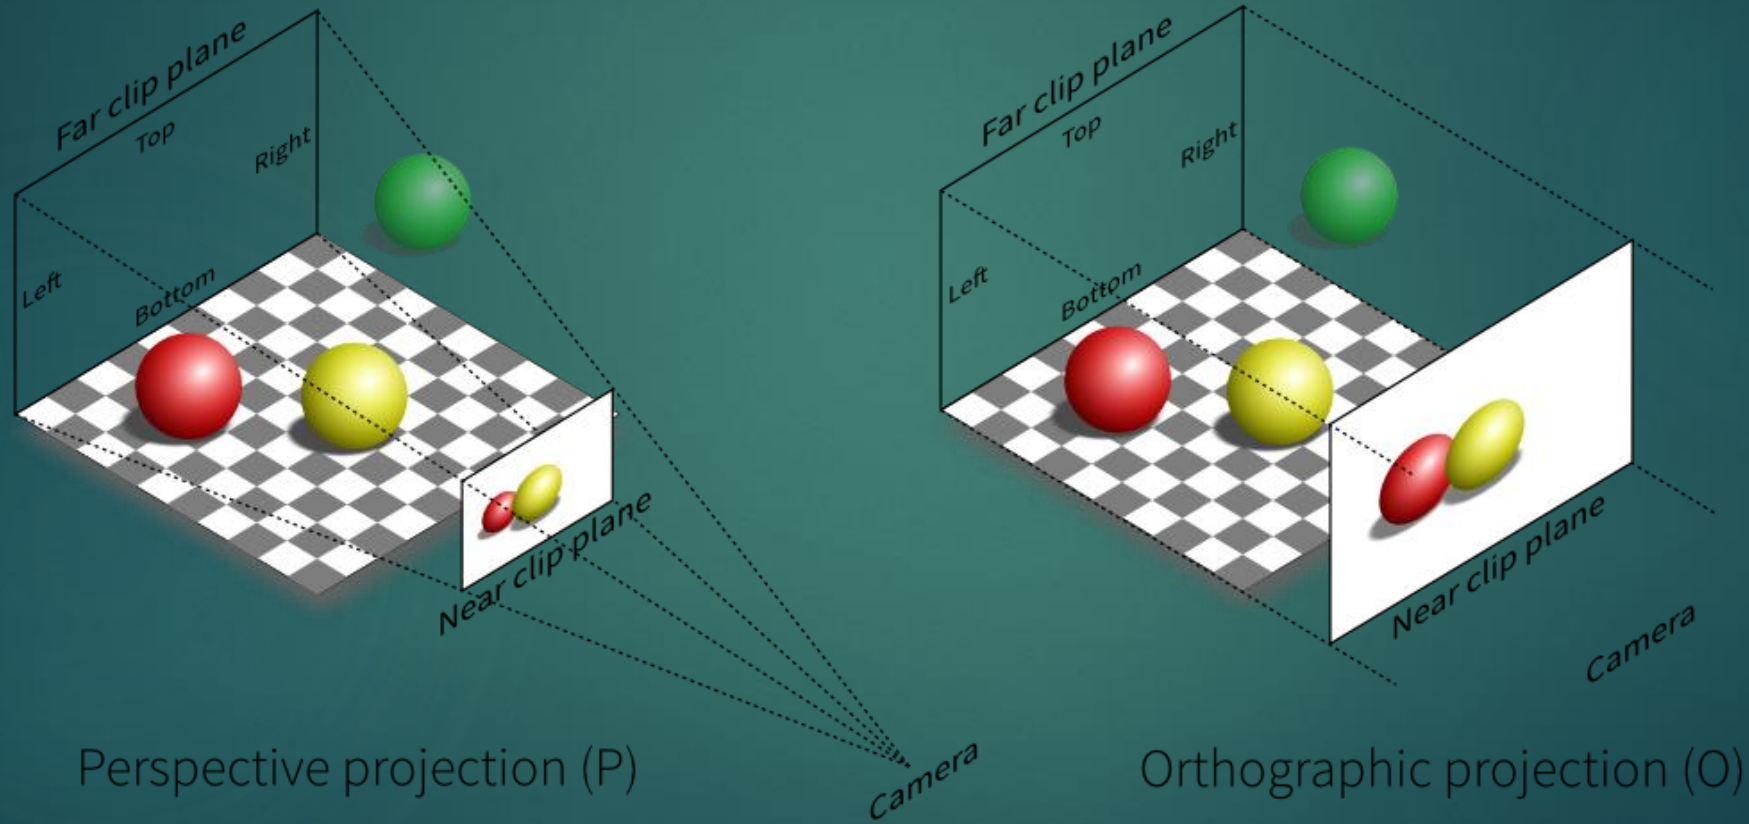 Far clip plane
Top
Right
Left
Bottom
Near clip plane
Camera
Perspective projection (P)
Far clip plane
Top
Right
Left
Bottom
Near clip plane
Camera
Orthographic projection (O)